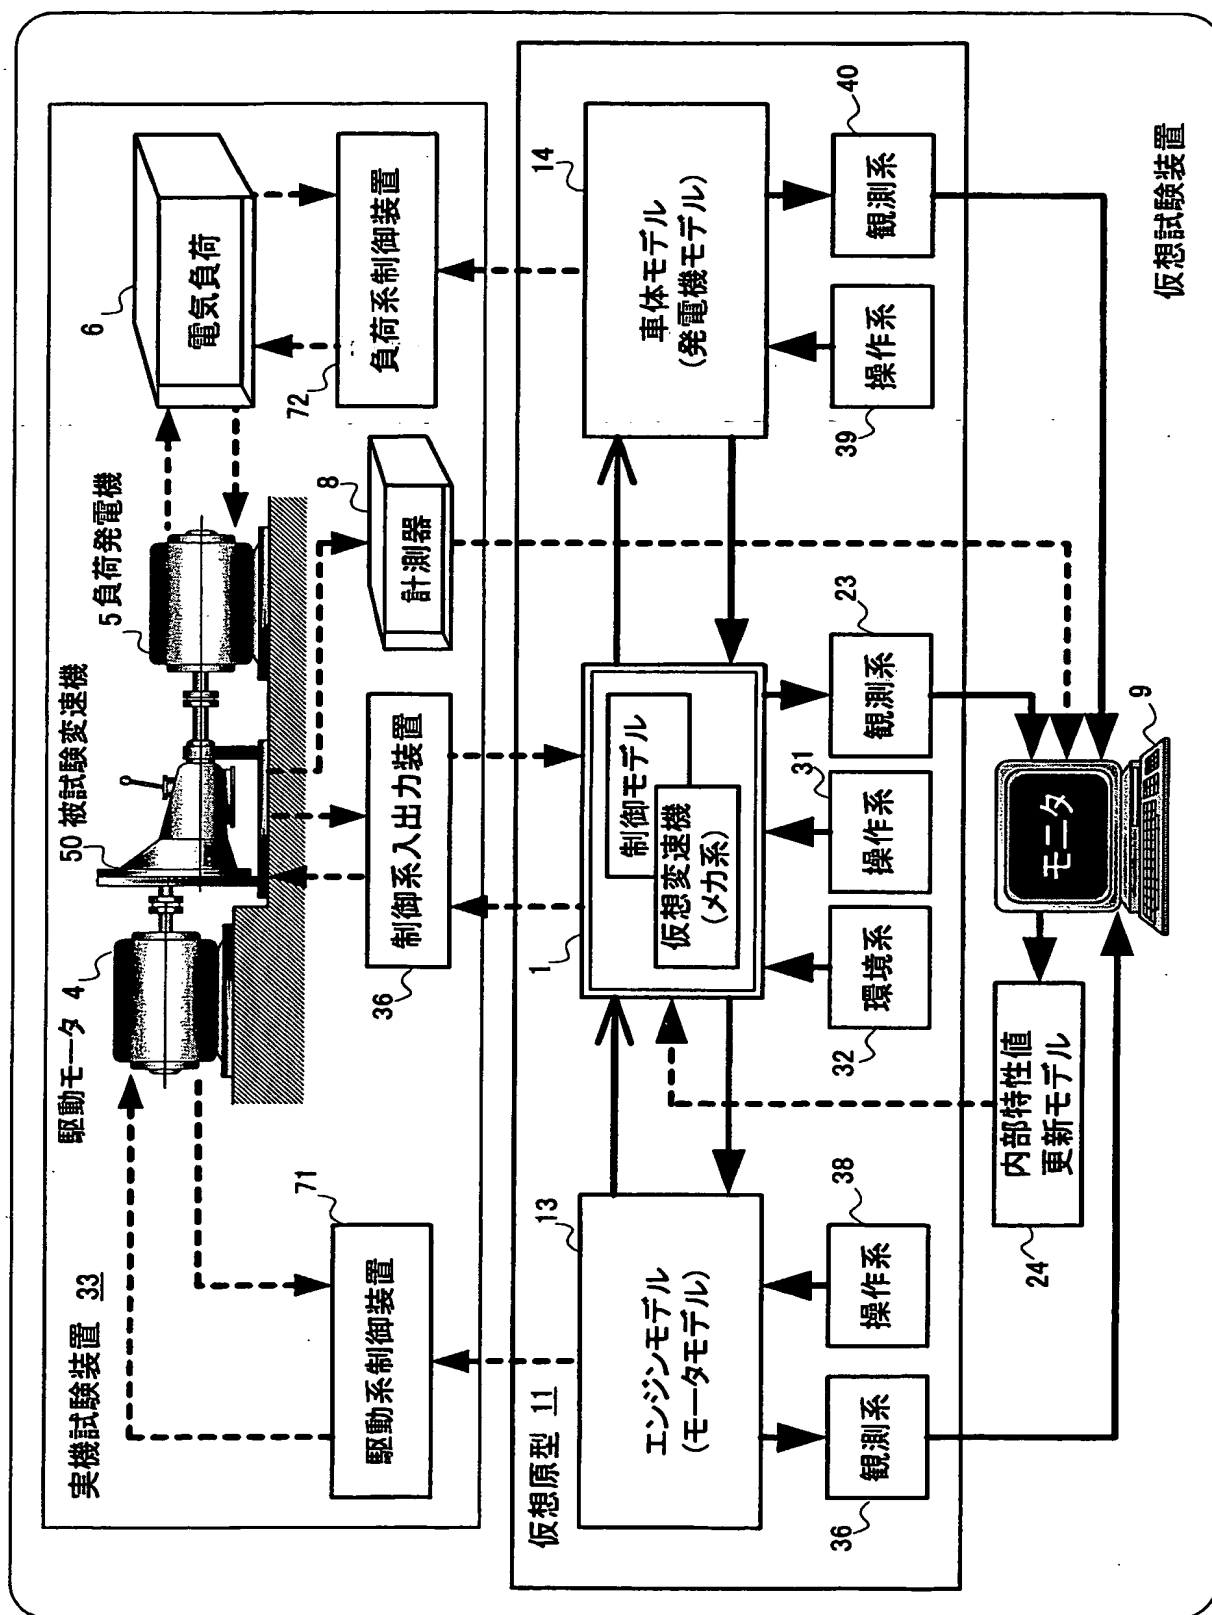 実機試験装置 33
駆動モータ 4
50 被試験変速機
5 負荷発電機
6
電気負荷
71
駆動系制御装置
36
制御系入出力装置
8
計測器
72
負荷系制御装置
仮想原型 11
13
エンジンモデル
(モータモデル)
1
制御モデル
仮想変速機
(メカ系)
14
車体モデル
(発電機モデル)
36
観測系
38
操作系
32
環境系
31
操作系
23
観測系
39
操作系
40
観測系
24
内部特性値
更新モデル
モニタ
9
仮想試験装置